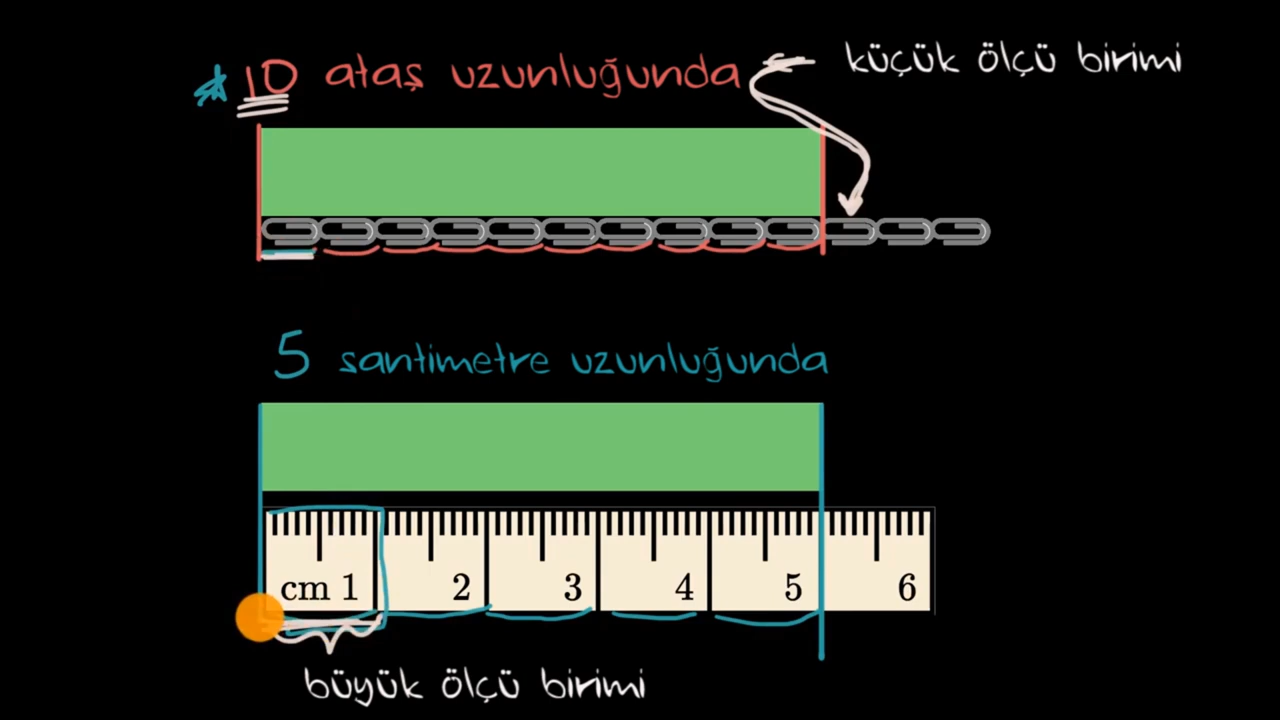 küçük ölçü birimi
10 ataş uzunluğunda
5 santimetre uzunluğunda
cm 1 2 3 4 5 6
büyük ölçü birimi